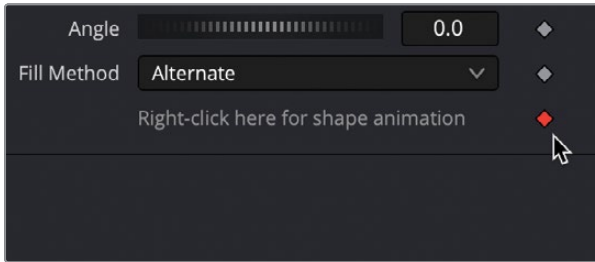 Angle 0.0
Fill Method Alternate
Right-click here for shape animation